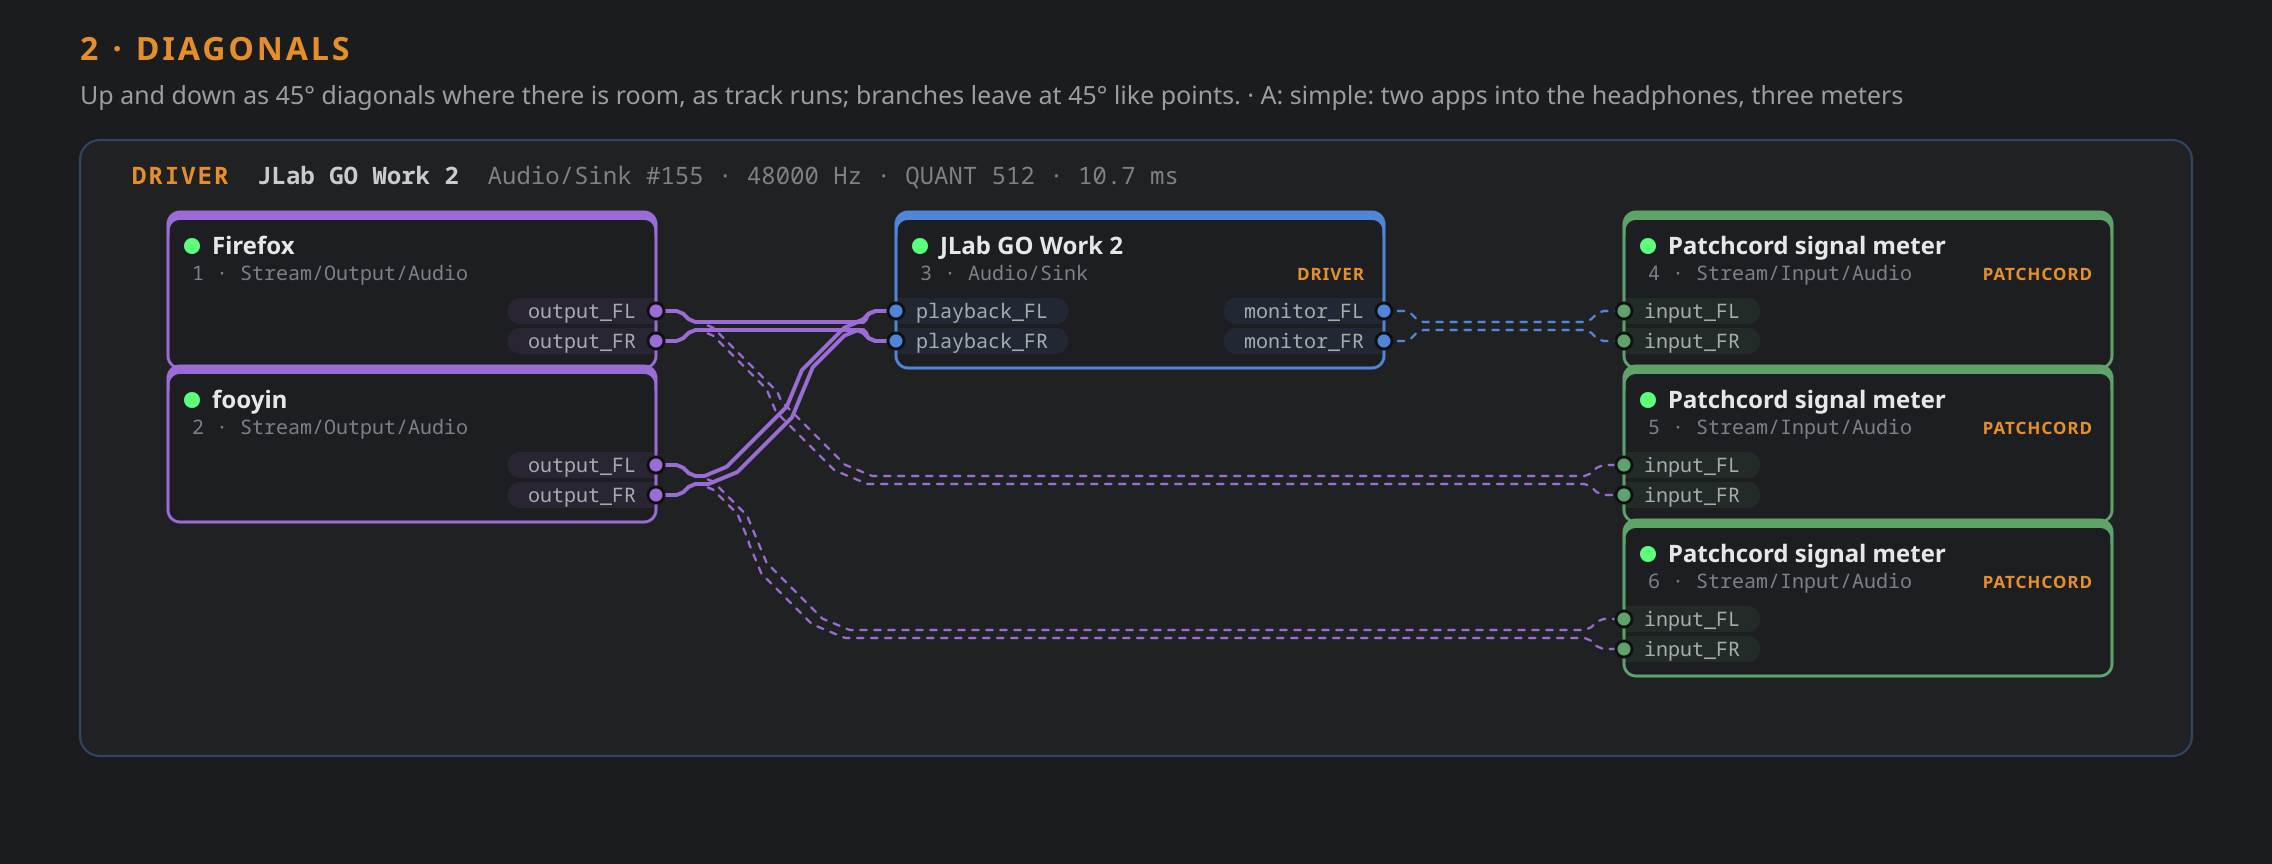 2 · DIAGONALS
Up and down as 45° diagonals where there is room, as track runs; branches leave at 45° like points. · A: simple: two apps into the headphones, three meters
DRIVER JLab GO Work 2 Audio/Sink #155 · 48000 Hz · QUANT 512 · 10.7 ms
Firefox
1 · Stream/Output/Audio
output_FL
output_FR
fooyin
2 · Stream/Output/Audio
output_FL
output_FR
JLab GO Work 2
3 · Audio/Sink DRIVER
playback_FL monitor_FL
playback_FR monitor_FR
Patchcord signal meter
4 · Stream/Input/Audio PATCHCORD
input_FL
input_FR
Patchcord signal meter
5 · Stream/Input/Audio PATCHCORD
input_FL
input_FR
Patchcord signal meter
6 · Stream/Input/Audio PATCHCORD
input_FL
input_FR